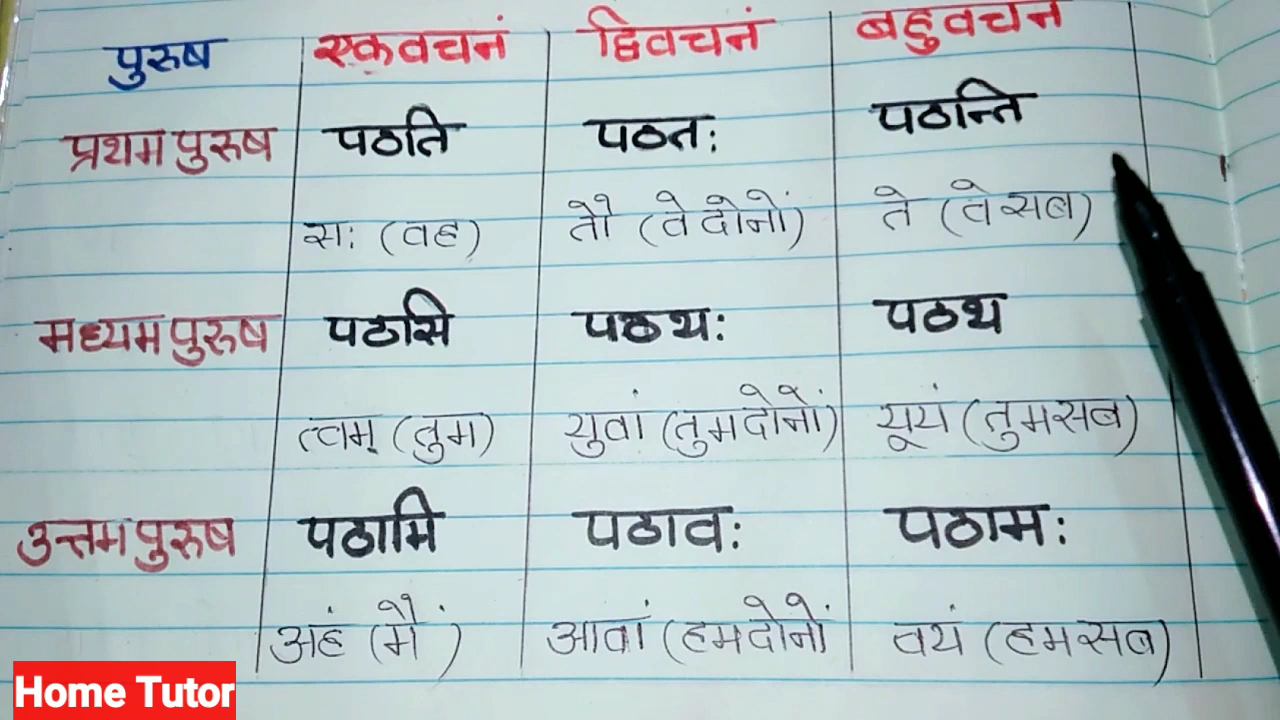 पुरुष एकवचनं द्विवचनं बहुवचन
प्रथम पुरुष पठति पठतः पठन्ति
सः (वह) तौ (वे दोनों) ते (वे सब)
मध्यम पुरुष पठसि पठथः पठथ
त्वम् (तुम) युवां (तुम दोनों) यूयं (तुम सब)
उत्तम पुरुष पठामि पठावः पठामः
अहं (मैं) आवां (हम दोनों वयं (हम सब)
Home Tutor